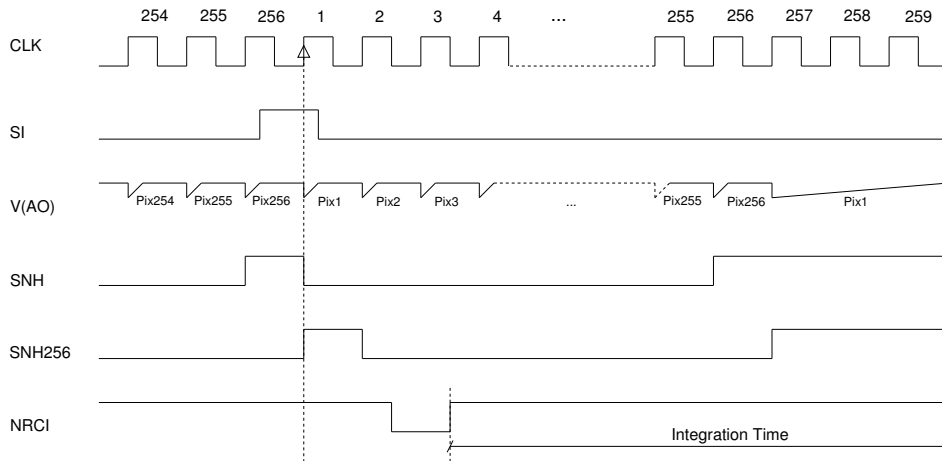 254 255 256 1 2 3 4 ... 255 256 257 258 259
CLK
SI
V(AO)
Pix254 Pix255 Pix256 Pix1 Pix2 Pix3 ... Pix255 Pix256 Pix1
SNH
SNH256
NRCI
Integration Time